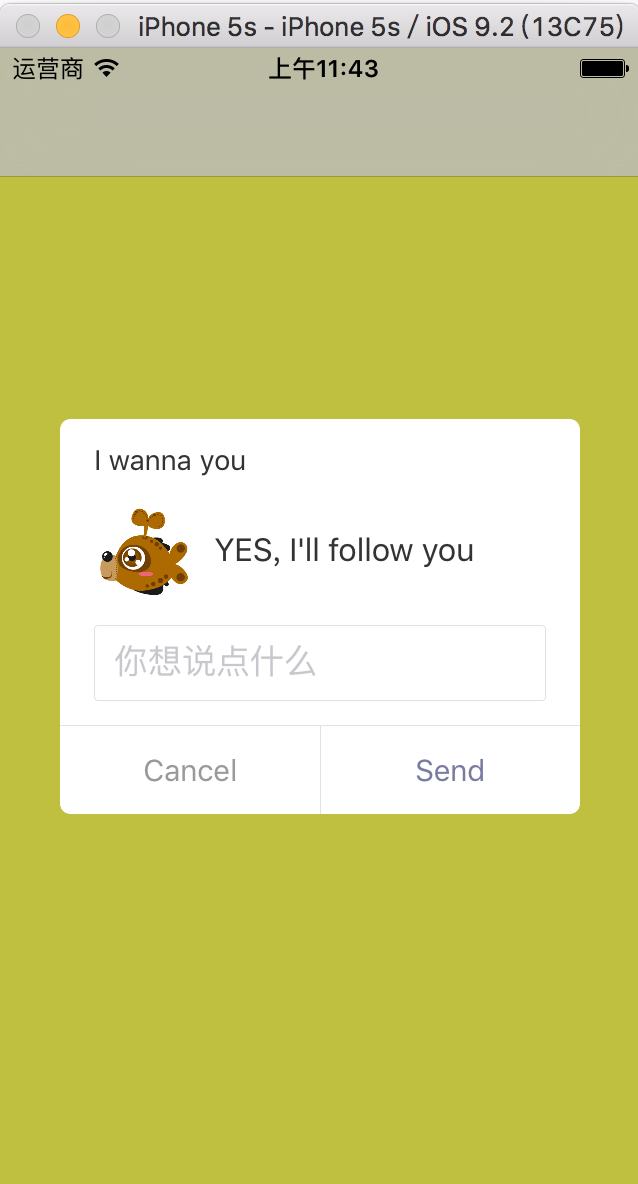 iPhone 5s - iPhone 5s / iOS 9.2 (13C75)
运营商 上午11:43
I wanna you
YES, I'll follow you
你想说点什么
Cancel Send